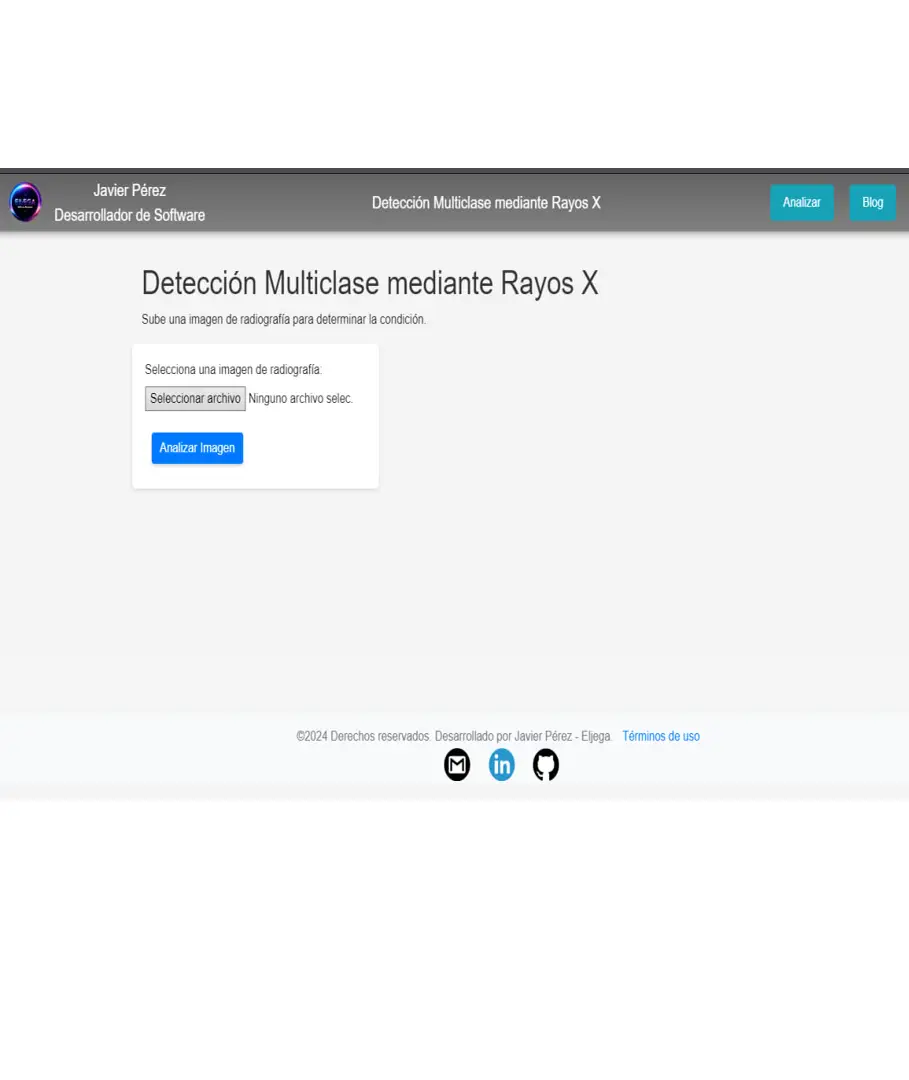 Javier Pérez
Desarrollador de Software
Detección Multiclase mediante Rayos X
Analizar
Blog
Detección Multiclase mediante Rayos X
Sube una imagen de radiografía para determinar la condición.
Selecciona una imagen de radiografía:
Seleccionar archivo Ninguno archivo selec.
Analizar Imagen
©2024 Derechos reservados. Desarrollado por Javier Pérez - Eljega. Términos de uso
in